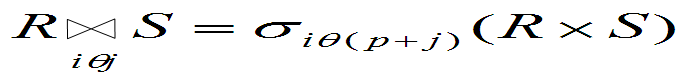 R ⋈ S = σ_{iθ(p+j)}(R × S)
iθj